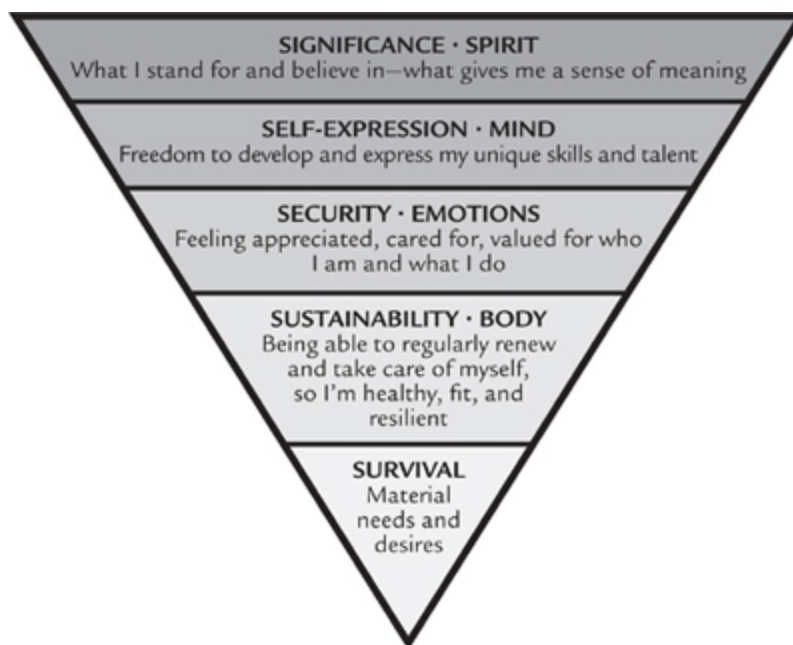 SIGNIFICANCE · SPIRIT
What I stand for and believe in—what gives me a sense of meaning
SELF-EXPRESSION · MIND
Freedom to develop and express my unique skills and talent
SECURITY · EMOTIONS
Feeling appreciated, cared for, valued for who
I am and what I do
SUSTAINABILITY · BODY
Being able to regularly renew
and take care of myself,
so I'm healthy, fit, and
resilient
SURVIVAL
Material
needs and
desires